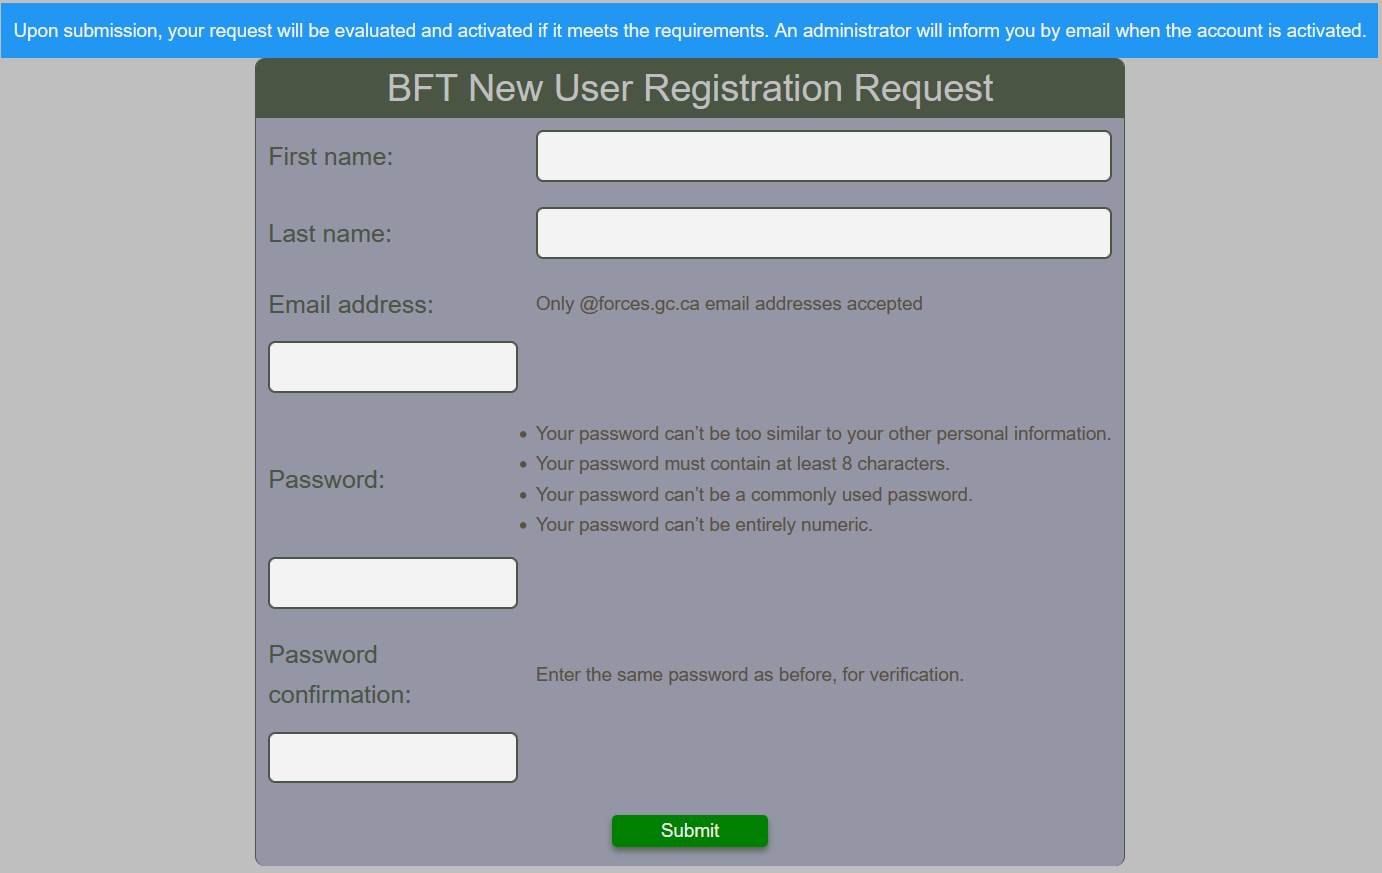 Upon submission, your request will be evaluated and activated if it meets the requirements. An administrator will inform you by email when the account is activated.
BFT New User Registration Request
First name:
Last name:
Email address:
Only @forces.gc.ca email addresses accepted
Password:
• Your password can’t be too similar to your other personal information.
• Your password must contain at least 8 characters.
• Your password can’t be a commonly used password.
• Your password can’t be entirely numeric.
Password
confirmation:
Enter the same password as before, for verification.
Submit